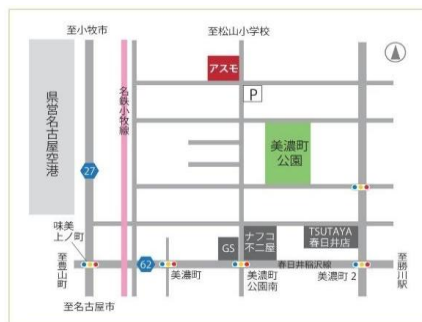 至小牧市
至松山小学校
アスモ
P
名鉄小牧線
県営名古屋空港
美濃町
公園
27
味美
上ノ町
GS
ナフコ
不二屋
TSUTAYA
春日井店
至豊山町
62
美濃町
美濃町
公園南
春日井稲沢線
美濃町 2
至勝川駅
至名古屋市